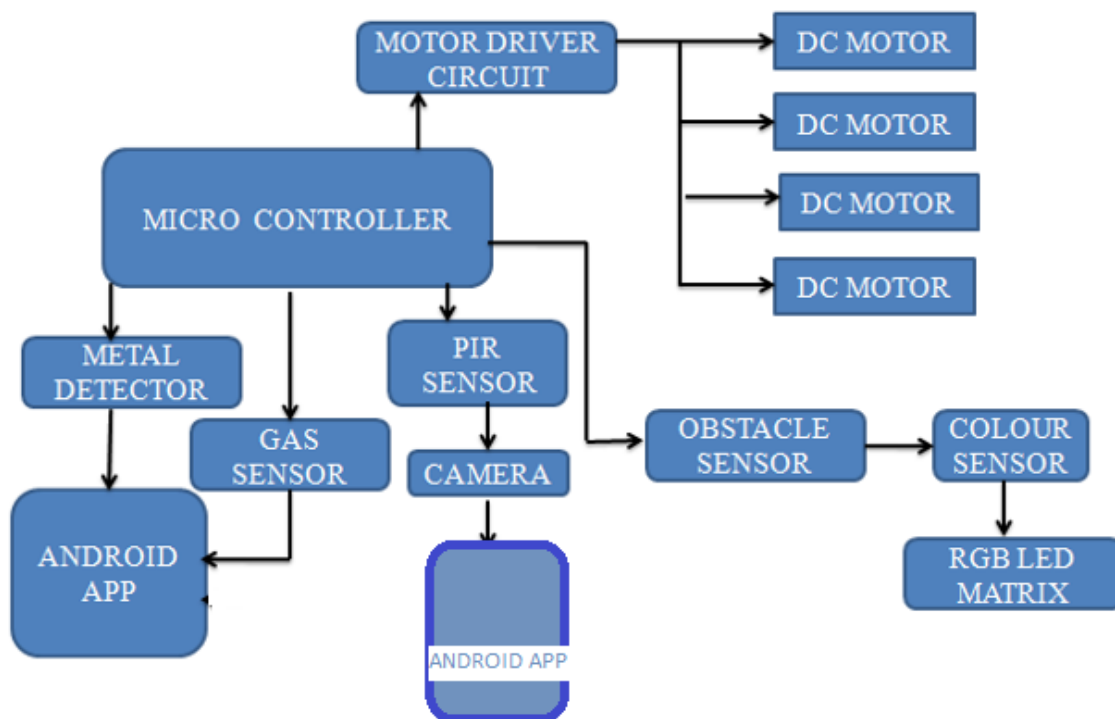 MOTOR DRIVER
CIRCUIT
DC MOTOR
DC MOTOR
DC MOTOR
DC MOTOR
MICRO CONTROLLER
METAL
DETECTOR
GAS
SENSOR
PIR
SENSOR
CAMERA
OBSTACLE
SENSOR
COLOUR
SENSOR
RGB LED
MATRIX
ANDROID
APP
ANDROID APP